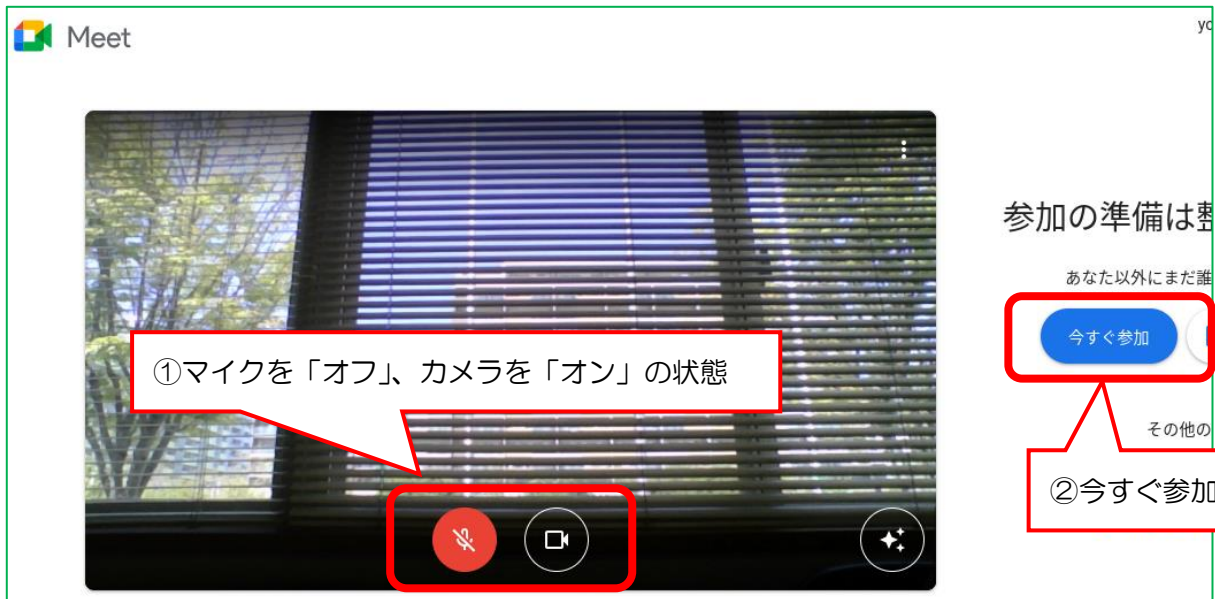 Meet
yo
参加の準備は
あなた以外にまだ誰
今すぐ参加
①マイクを「オフ」、カメラを「オン」の状態
その他の
②今すぐ参加